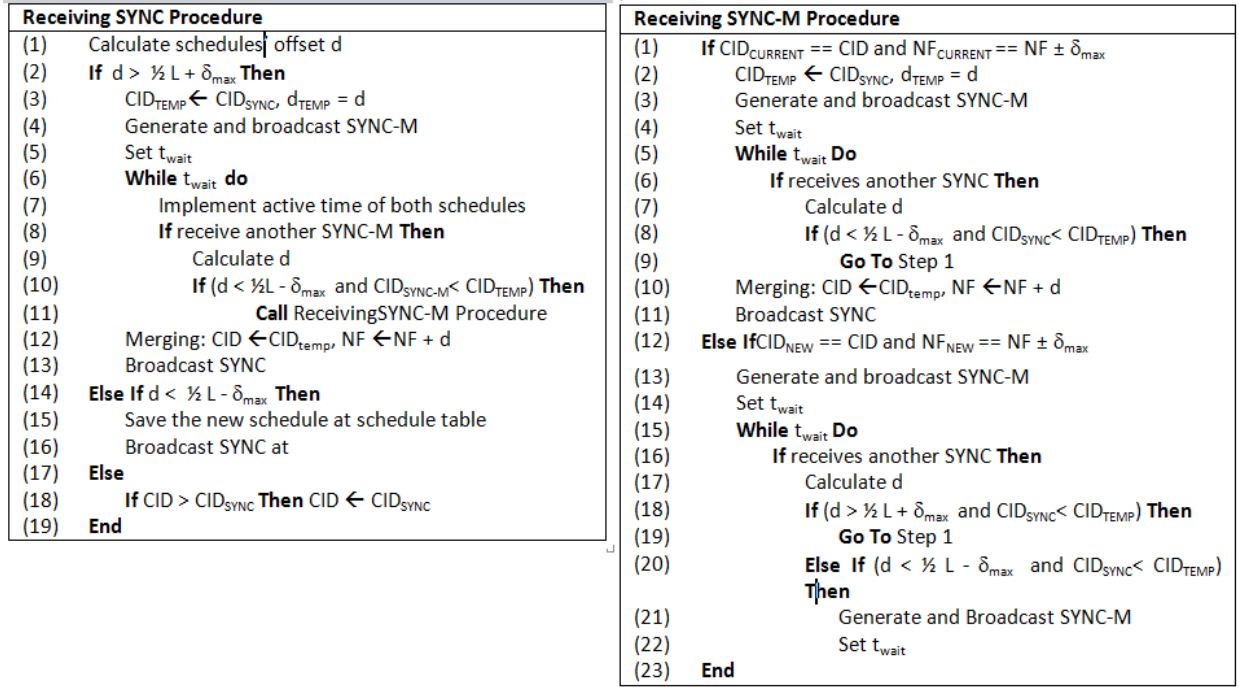 Receiving SYNC Procedure
(1) Calculate schedules' offset d
(2) If d > ½ L + δmax Then
(3) CIDTEMP ← CIDSYNC, dTEMP = d
(4) Generate and broadcast SYNC-M
(5) Set twait
(6) While twait do
(7) Implement active time of both schedules
(8) If receive another SYNC-M Then
(9) Calculate d
(10) If (d < ½L - δmax and CIDSYNC-M< CIDTEMP) Then
(11) Call ReceivingSYNC-M Procedure
(12) Merging: CID ←CIDtemp, NF ←NF + d
(13) Broadcast SYNC
(14) Else If d < ½ L - δmax Then
(15) Save the new schedule at schedule table
(16) Broadcast SYNC at
(17) Else
(18) If CID > CIDSYNC Then CID ← CIDSYNC
(19) End
Receiving SYNC-M Procedure
(1) If CIDCURRENT == CID and NFCURRENT == NF ± δmax
(2) CIDTEMP ← CIDSYNC, dTEMP = d
(3) Generate and broadcast SYNC-M
(4) Set twait
(5) While twait Do
(6) If receives another SYNC Then
(7) Calculate d
(8) If (d < ½ L - δmax and CIDSYNC< CIDTEMP) Then
(9) Go To Step 1
(10) Merging: CID ←CIDtemp, NF ←NF + d
(11) Broadcast SYNC
(12) Else IfCIDNEW == CID and NFNEW == NF ± δmax
(13) Generate and broadcast SYNC-M
(14) Set twait
(15) While twait Do
(16) If receives another SYNC Then
(17) Calculate d
(18) If (d > ½ L + δmax and CIDSYNC< CIDTEMP) Then
(19) Go To Step 1
(20) Else If (d < ½ L - δmax and CIDSYNC< CIDTEMP)
Then
(21) Generate and Broadcast SYNC-M
(22) Set twait
(23) End